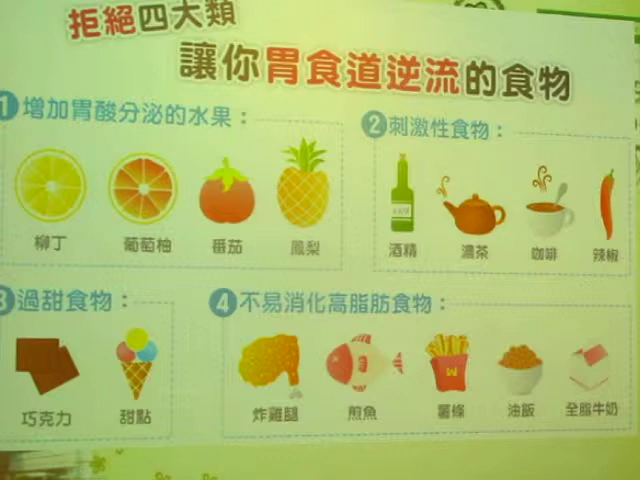 拒絕四大類
讓你胃食道逆流的食物
1 增加胃酸分泌的水果：
柳丁 葡萄柚 番茄 鳳梨
2 刺激性食物：
酒精 濃茶 咖啡 辣椒
3 過甜食物：
巧克力 甜點
4 不易消化高脂肪食物：
炸雞腿 煎魚 薯條 油飯 全脂牛奶